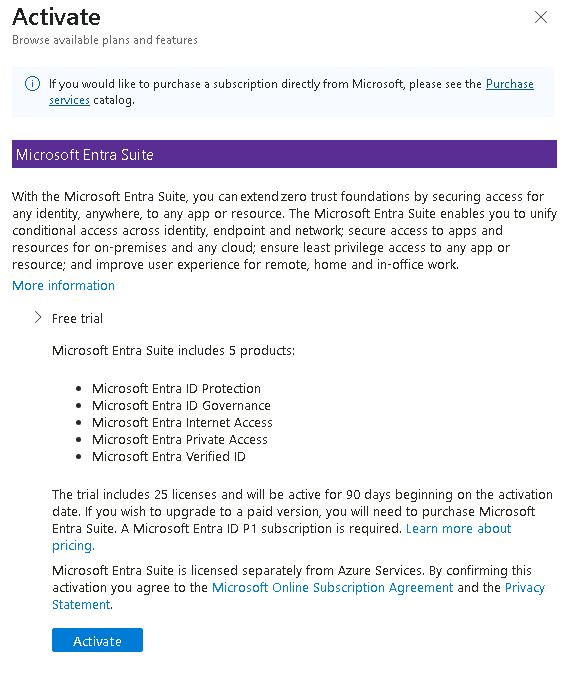 Activate
Browse available plans and features
If you would like to purchase a subscription directly from Microsoft, please see the Purchase
services catalog.
Microsoft Entra Suite
With the Microsoft Entra Suite, you can extend zero trust foundations by securing access for
any identity, anywhere, to any app or resource. The Microsoft Entra Suite enables you to unify
conditional access across identity, endpoint and network; secure access to apps and
resources for on-premises and any cloud; ensure least privilege access to any app or
resource; and improve user experience for remote, home and in-office work.
More information
Free trial
Microsoft Entra Suite includes 5 products:
• Microsoft Entra ID Protection
• Microsoft Entra ID Governance
• Microsoft Entra Internet Access
• Microsoft Entra Private Access
• Microsoft Entra Verified ID
The trial includes 25 licenses and will be active for 90 days beginning on the activation
date. If you wish to upgrade to a paid version, you will need to purchase Microsoft
Entra Suite. A Microsoft Entra ID P1 subscription is required. Learn more about
pricing.
Microsoft Entra Suite is licensed separately from Azure Services. By confirming this
activation you agree to the Microsoft Online Subscription Agreement and the Privacy
Statement.
Activate